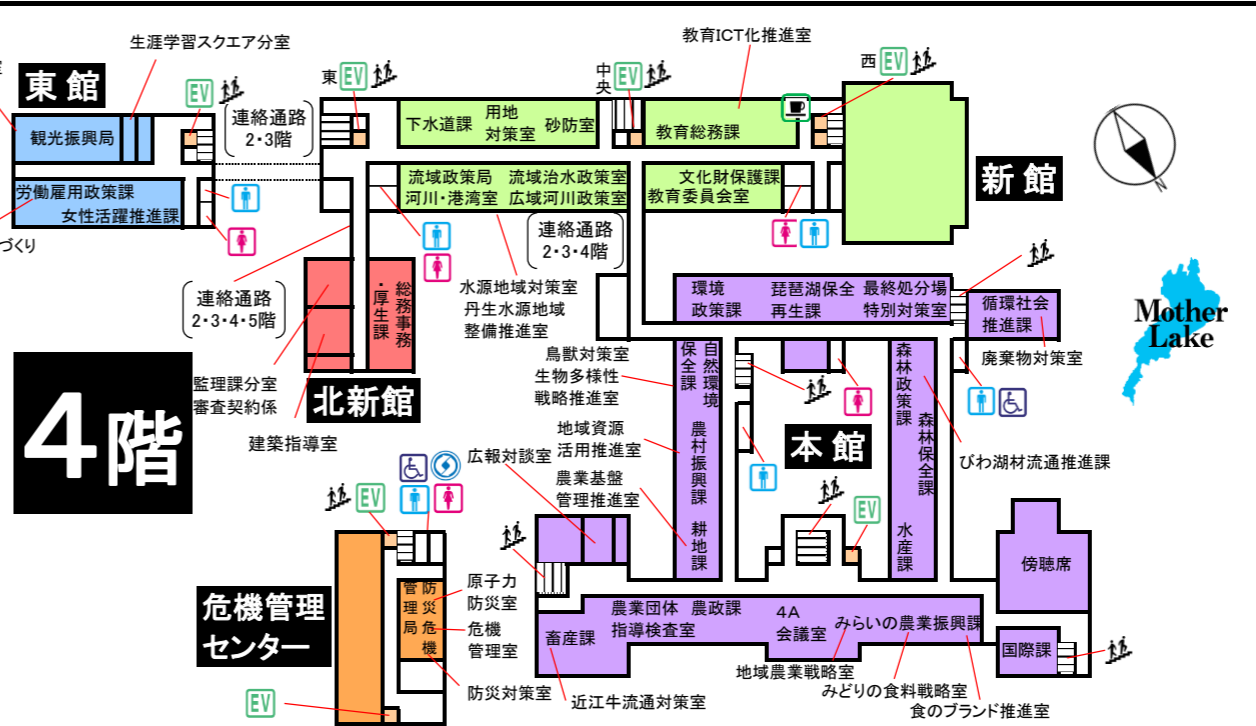 生涯学習スクエア分室
教育ICT化推進室
東館
EV
東 EV
中央 EV
西 EV
連絡通路
2・3階
観光振興局
下水道課
用地
対策室
砂防室
教育総務課
新館
N
労働雇用政策課
女性活躍推進課
づくり
流域政策局 流域治水政策室
河川・港湾室 広域河川政策室
文化財保護課
教育委員会室
連絡通路
2・3・4階
連絡通路
2・3・4・5階
総務事務
・厚生課
水源地域対策室
丹生水源地域
整備推進室
環境
政策課
琵琶湖保全
再生課
最終処分場
特別対策室
循環社会
推進課
廃棄物対策室
Mother
Lake
4階
監理課分室
審査契約係
建築指導室
北新館
鳥獣対策室
生物多様性
戦略推進室
自然環境
保全課
森林政策課
森林保全課
びわ湖材流通推進課
本館
地域資源
活用推進室
農村振興課
広報対談室
農業基盤
管理推進室
耕地課
水産課
EV
EV
傍聴席
危機管理
センター
防災危機
管理局
原子力
防災室
危機
管理室
防災対策室
EV
畜産課
農業団体
指導検査室
農政課
4A
会議室
みらいの農業振興課
国際課
地域農業戦略室
みどりの食料戦略室
食のブランド推進室
近江牛流通対策室